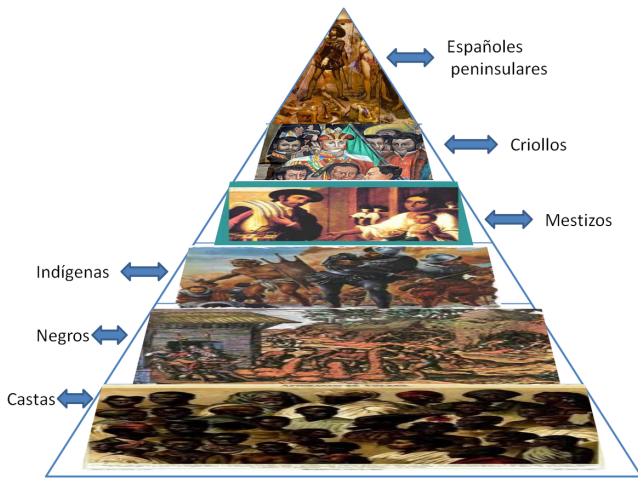 Españoles
peninsulares
Criollos
Mestizos
Indígenas
Negros
Castas